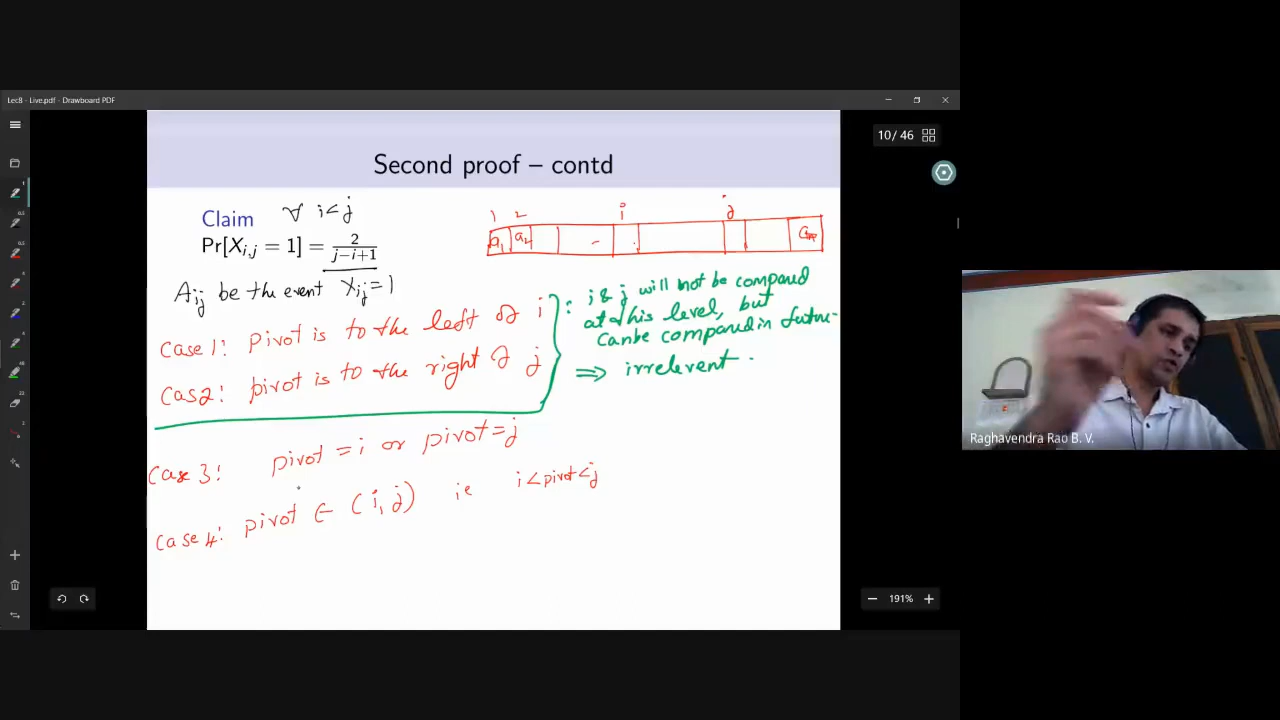 Lec8 - Live.pdf - Drawboard PDF
10 / 46
Second proof – contd
Claim ∀ i<j
Pr[X_{i,j} = 1] = 2/(j−i+1)
A_{ij} be the event X_{ij}=1
1 2 i j
a_1 a_2
Case 1: pivot is to the left of i
Case 2: pivot is to the right of j
: i & j will not be compared
at this level, but
can be compared in future
⇒ irrelevent
Case 3: pivot = i or pivot = j
Case 4: pivot ∈ (i,j) ie i<pivot<j
Raghavendra Rao B. V.
191%